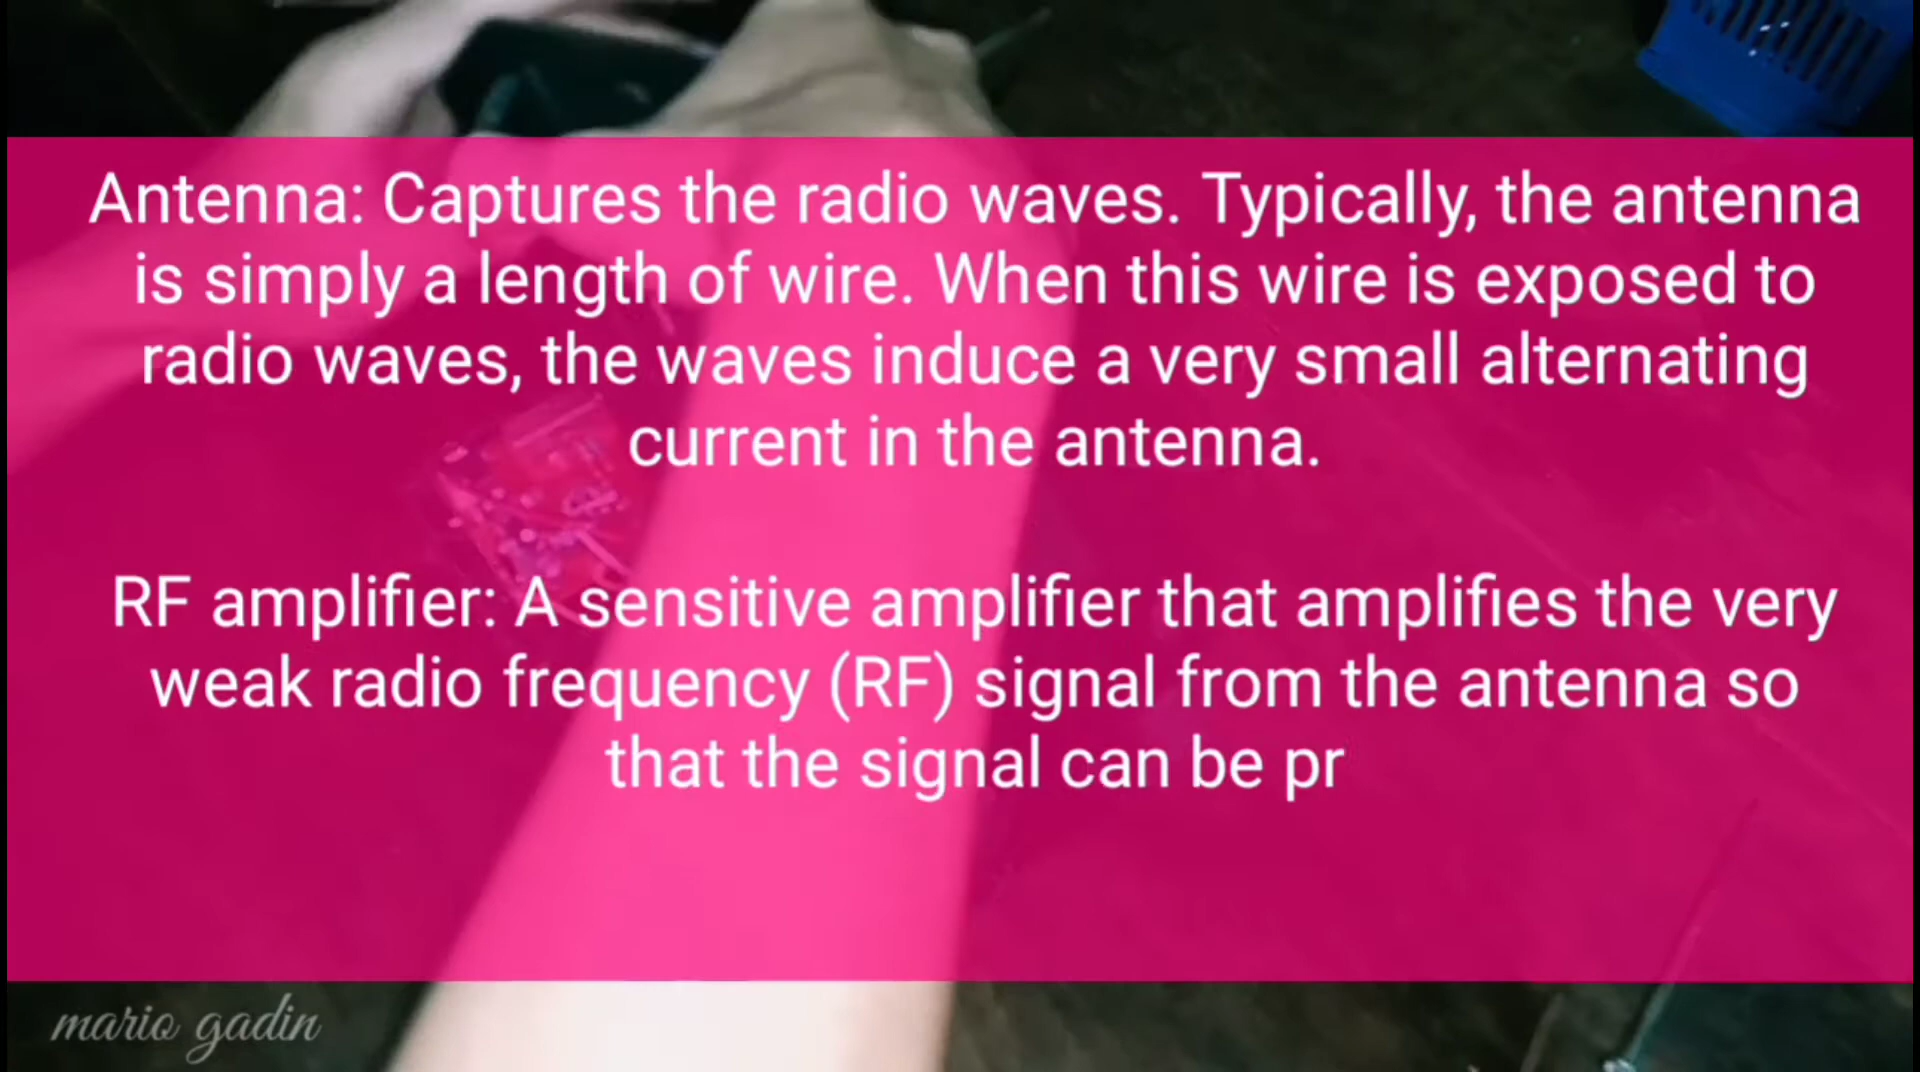 Antenna: Captures the radio waves. Typically, the antenna
is simply a length of wire. When this wire is exposed to
radio waves, the waves induce a very small alternating
current in the antenna.
RF amplifier: A sensitive amplifier that amplifies the very
weak radio frequency (RF) signal from the antenna so
that the signal can be pr
mario gadin